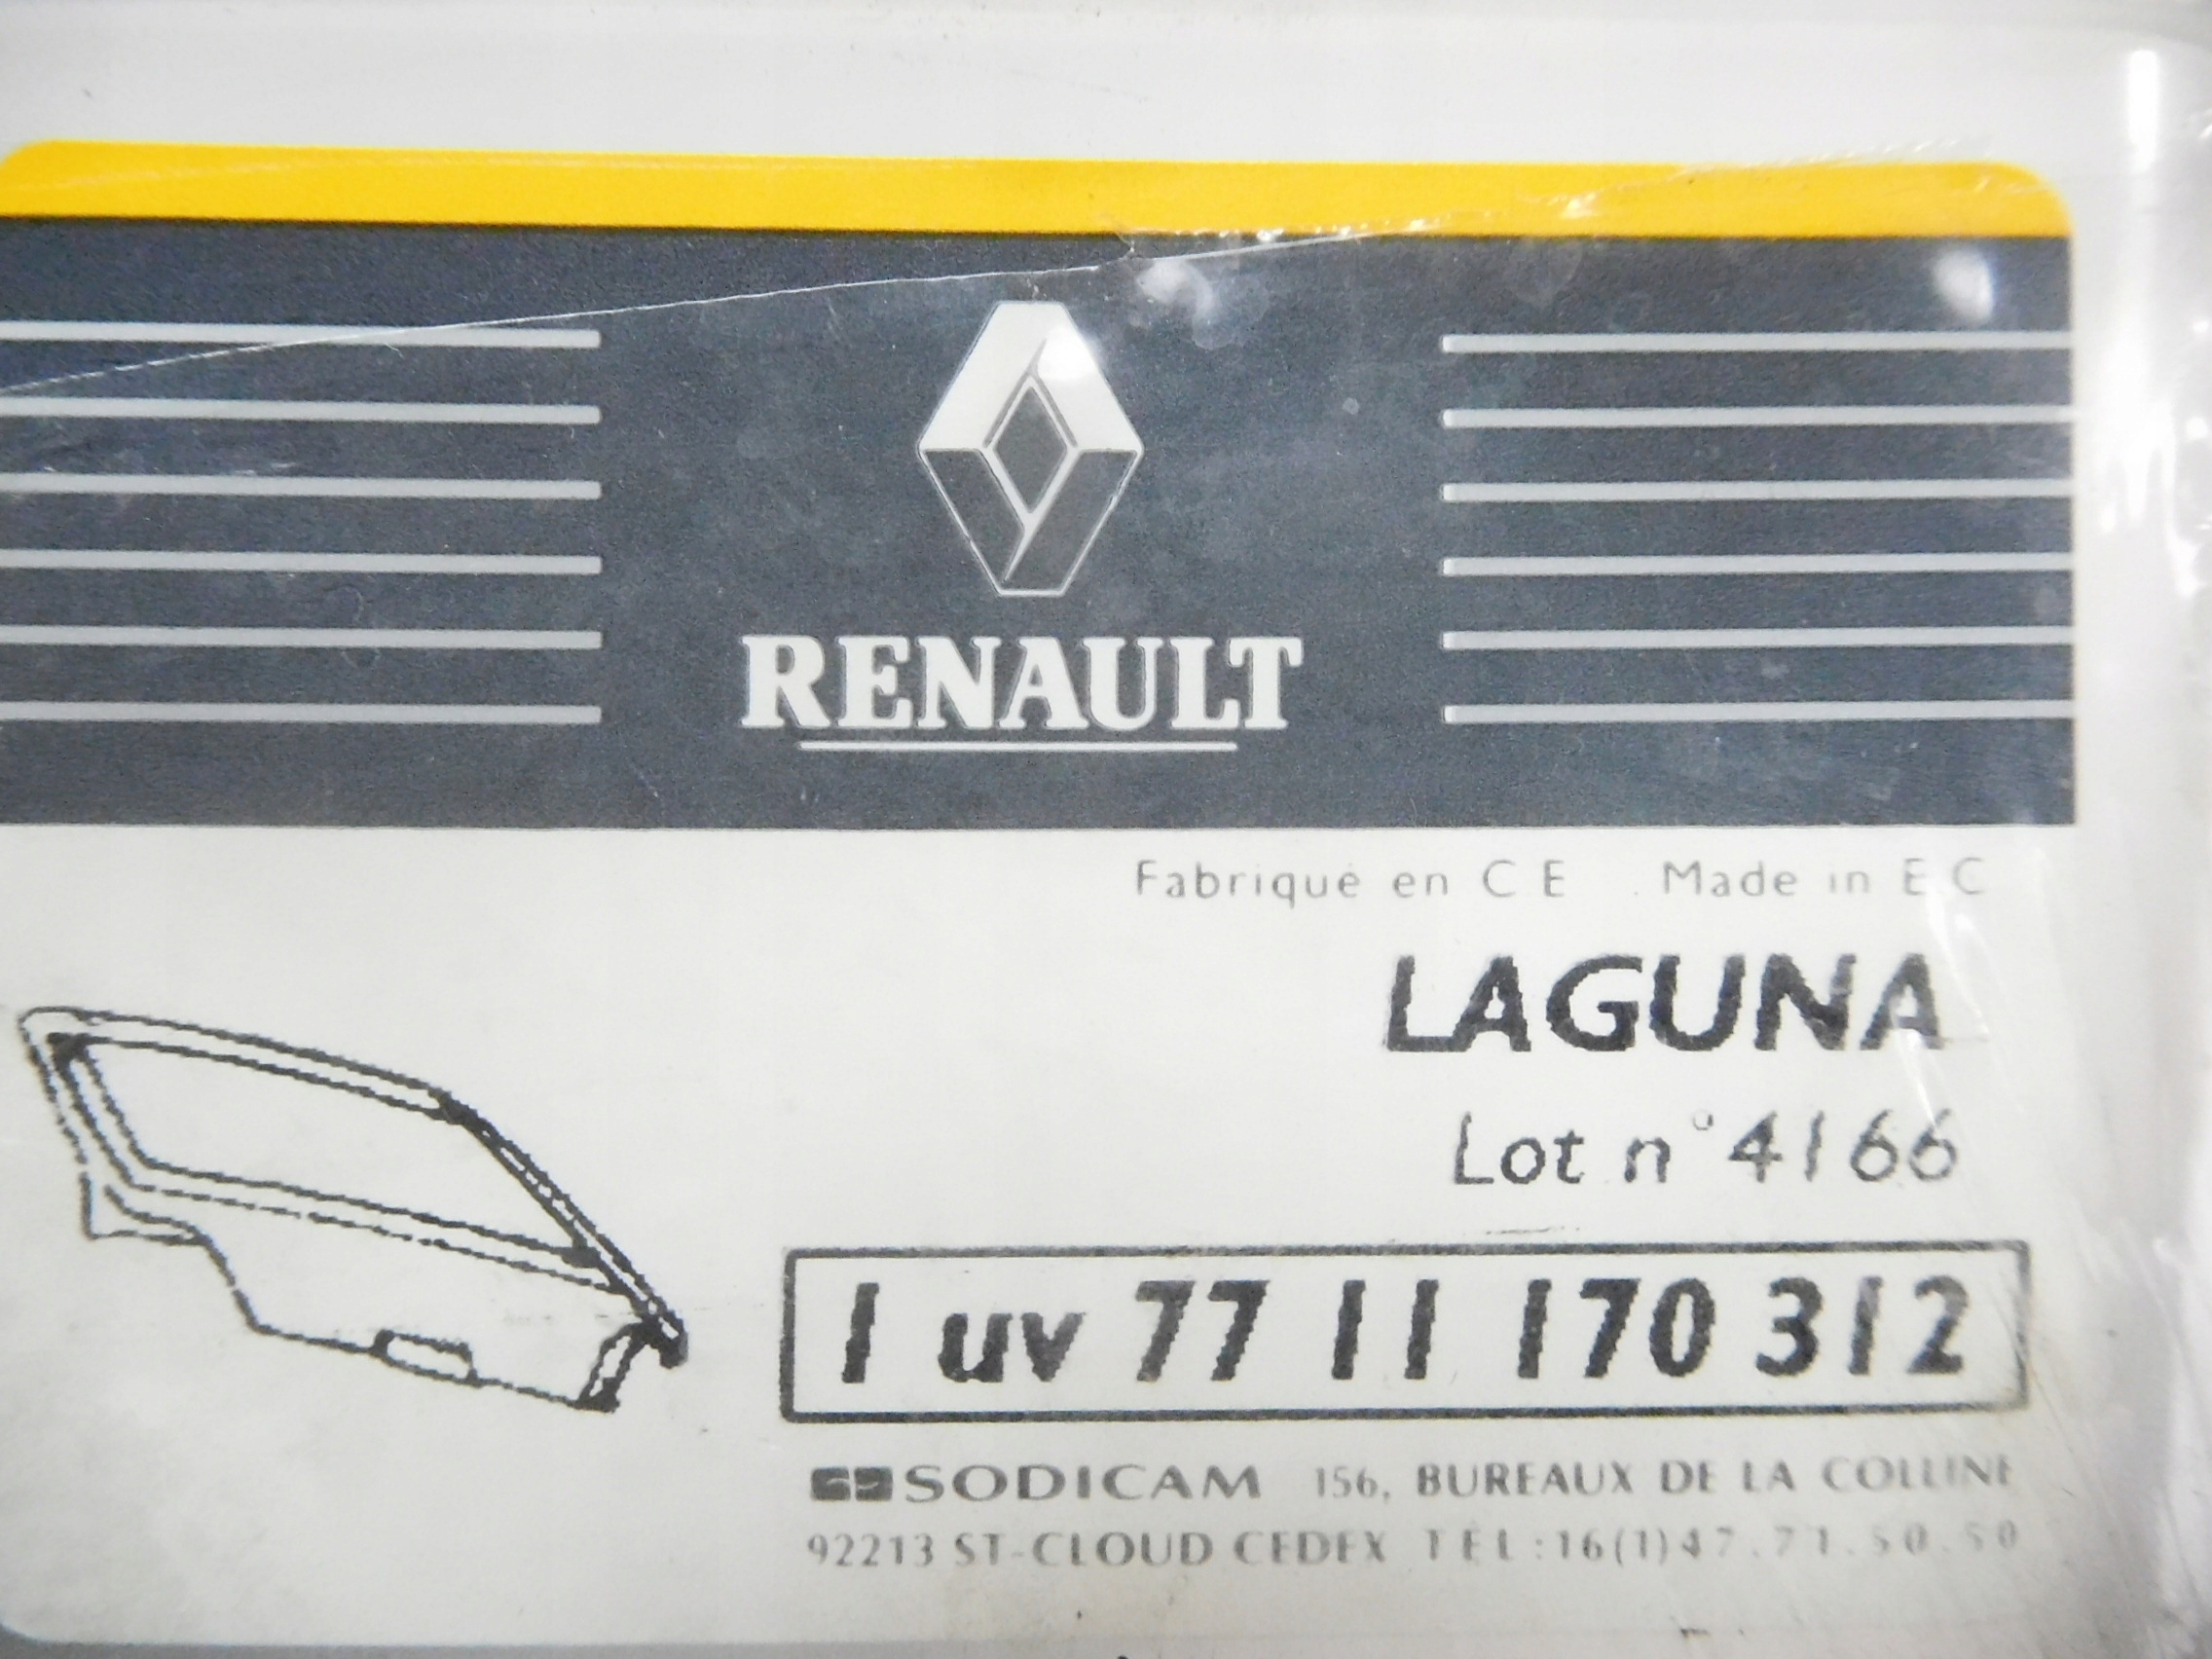 RENAULT
Fabriqué en C E . Made in E C
LAGUNA
Lot n°4166
1 uv 77 11 170 312
SODICAM 156, BUREAUX DE LA COLLINE
92213 ST-CLOUD CEDEX TEL :16(1)47.71.50.50